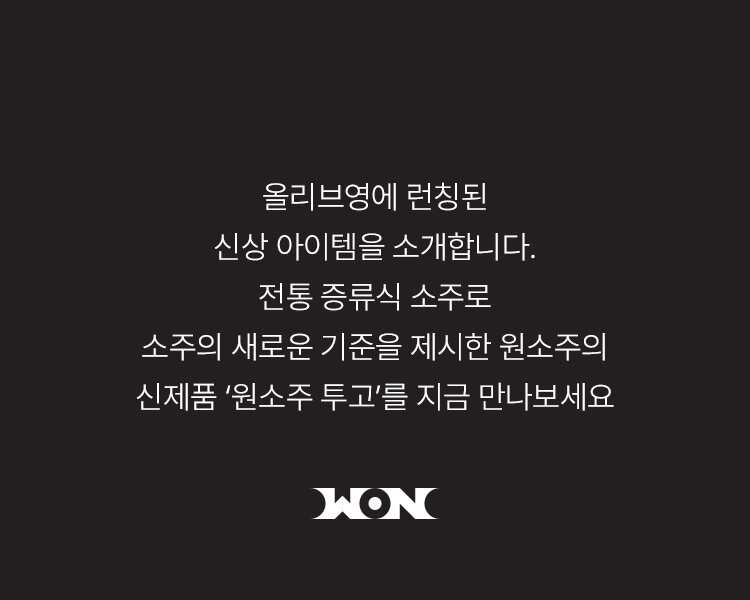 올리브영에 런칭된
신상 아이템을 소개합니다.
전통 증류식 소주로
소주의 새로운 기준을 제시한 원소주의
신제품 ‘원소주 투고’를 지금 만나보세요
WON